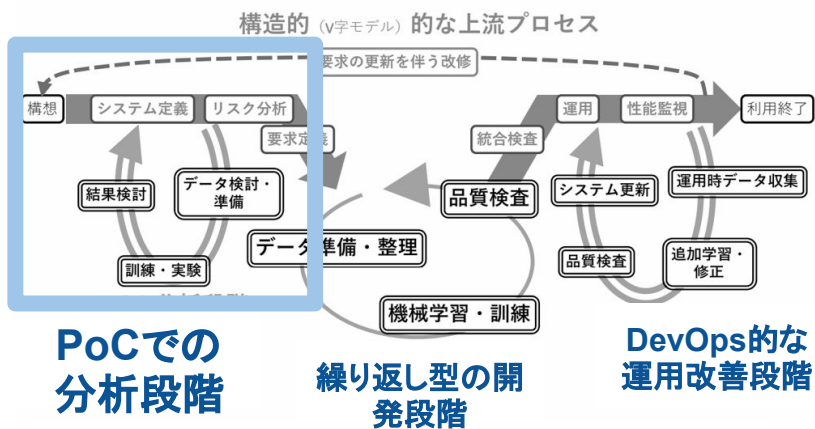 構造的（V字モデル）的な上流プロセス
要求の更新を伴う改修
構想
システム定義
リスク分析
要求定義
統合検査
運用
性能監視
利用終了
結果検討
データ検討・
準備
訓練・実験
データ準備・整理
品質検査
機械学習・訓練
システム更新
運用時データ収集
品質検査
追加学習・
修正
PoCでの
分析段階
繰り返し型の開
発段階
DevOps的な
運用改善段階